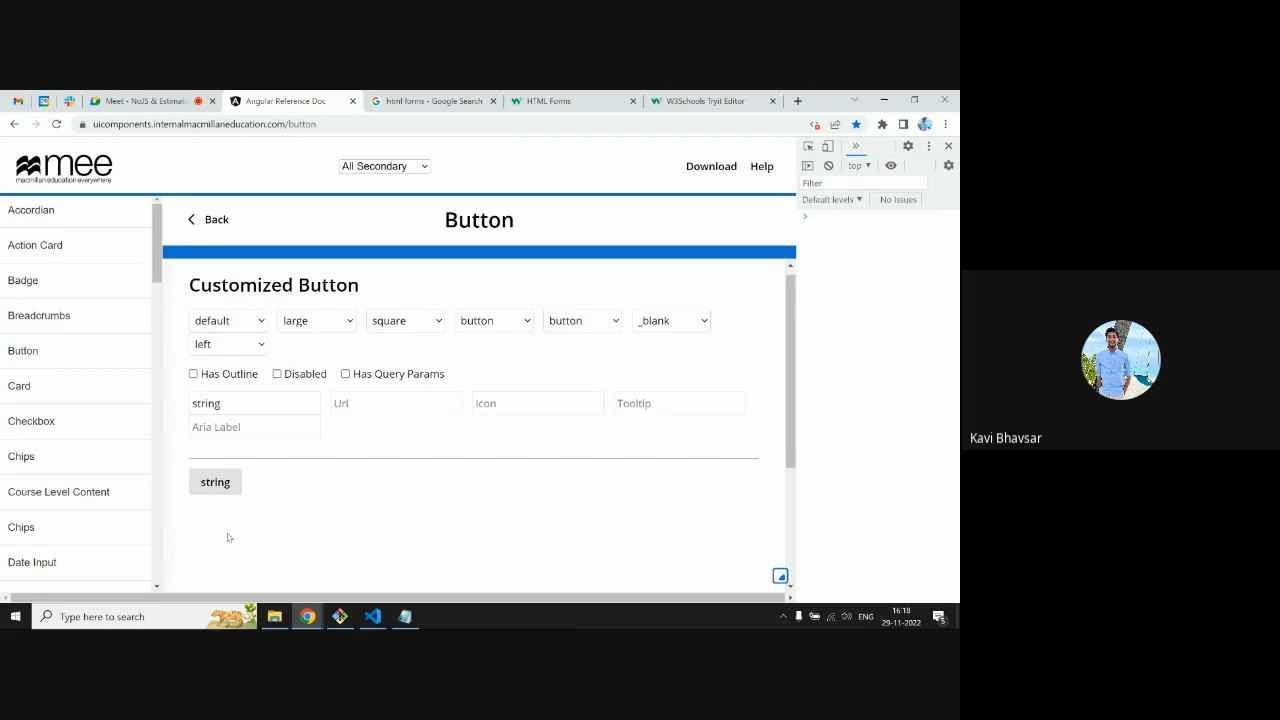 Meet - NoJS & Estimati
Angular Reference Doc
html forms - Google Search
HTML Forms
W3Schools Tryit Editor
uicomponents.internalmacmillaneducation.com/button
mee
macmillan education everywhere
All Secondary
Download
Help
top
Filter
Default levels
No Issues
Accordian
Action Card
Badge
Breadcrumbs
Button
Card
Checkbox
Chips
Course Level Content
Chips
Date Input
Back
Button
Customized Button
default
large
square
button
button
_blank
left
Has Outline
Disabled
Has Query Params
string
Url
Icon
Tooltip
Aria Label
string
Kavi Bhavsar
Type here to search
ENG
16:18
29-11-2022
5